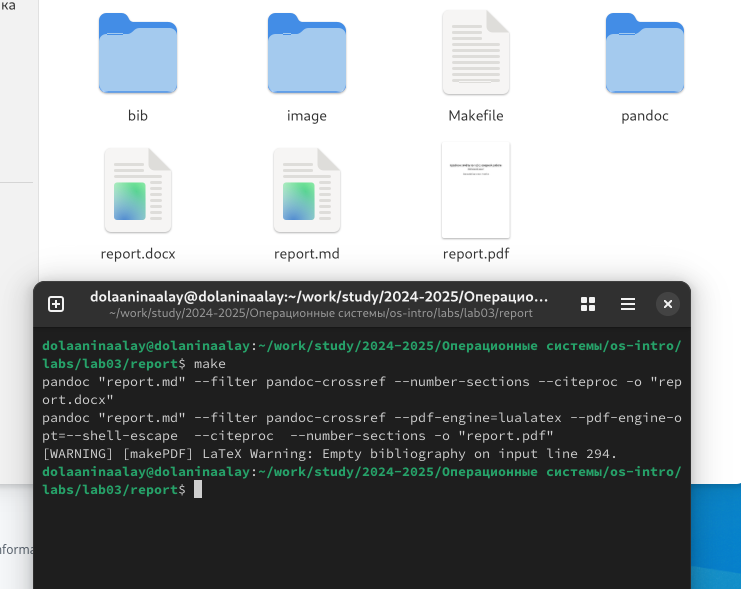 ка
bib
image
Makefile
pandoc
report.docx
report.md
report.pdf
nforma
dolaaninaalay@dolaninaalay:~/work/study/2024-2025/Операцио...
~/work/study/2024-2025/Операционные системы/os-intro/labs/lab03/report
dolaaninaalay@dolaninaalay:~/work/study/2024-2025/Операционные системы/os-intro/
labs/lab03/report$ make
pandoc "report.md" --filter pandoc-crossref --number-sections --citeproc -o "rep
ort.docx"
pandoc "report.md" --filter pandoc-crossref --pdf-engine=lualatex --pdf-engine-o
pt=--shell-escape  --citeproc  --number-sections -o "report.pdf"
[WARNING] [makePDF] LaTeX Warning: Empty bibliography on input line 294.
dolaaninaalay@dolaninaalay:~/work/study/2024-2025/Операционные системы/os-intro/
labs/lab03/report$